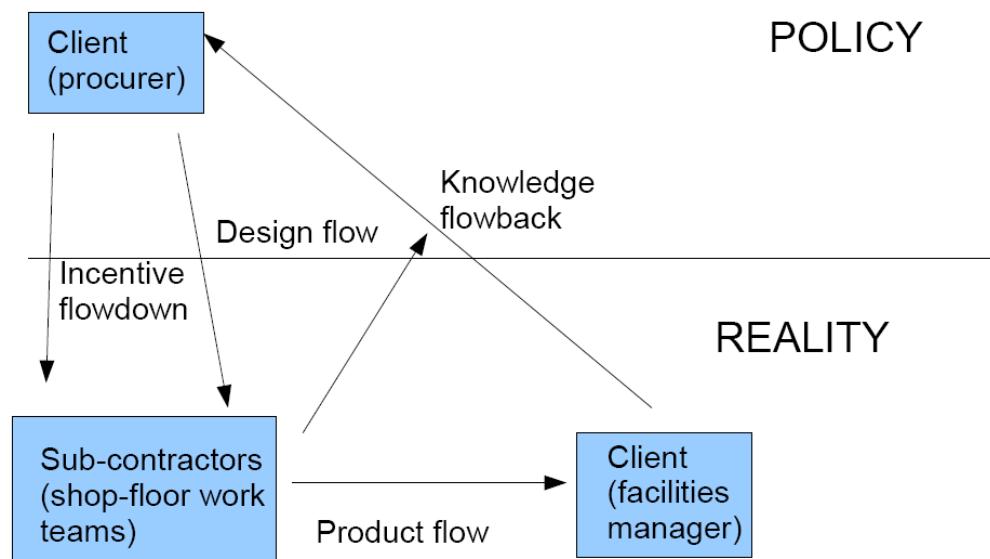 Client
(procurer)
POLICY
Knowledge
flowback
Design flow
Incentive
flowdown
REALITY
Sub-contractors
(shop-floor work
teams)
Client
(facilities
manager)
Product flow